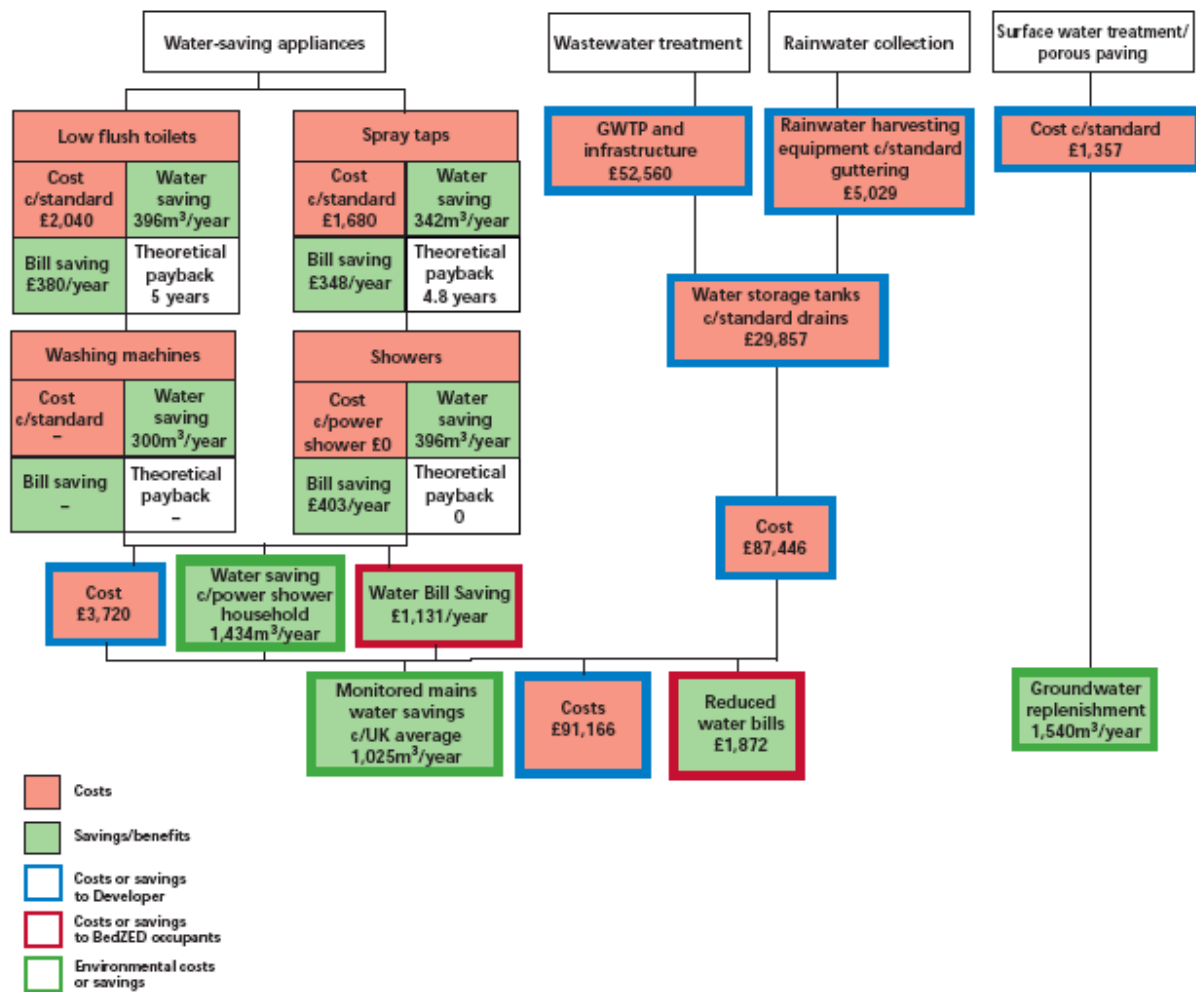 Water-saving appliances
Wastewater treatment
Rainwater collection
Surface water treatment/
porous paving
Low flush toilets
Cost
c/standard
£2,040
Water
saving
396m³/year
Bill saving
£380/year
Theoretical
payback
5 years
Spray taps
Cost
c/standard
£1,680
Water
saving
342m³/year
Bill saving
£348/year
Theoretical
payback
4.8 years
GWTP and
infrastructure
£52,560
Rainwater harvesting
equipment c/standard
guttering
£5,029
Cost c/standard
£1,357
Water storage tanks
c/standard drains
£29,857
Washing machines
Cost
c/standard
–
Water
saving
300m³/year
Bill saving
–
Theoretical
payback
–
Showers
Cost
c/power
shower £0
Water
saving
396m³/year
Bill saving
£403/year
Theoretical
payback
0
Cost
£87,446
Cost
£3,720
Water saving
c/power shower
household
1,434m³/year
Water Bill Saving
£1,131/year
Monitored mains
water savings
c/UK average
1,025m³/year
Costs
£91,166
Reduced
water bills
£1,872
Groundwater
replenishment
1,540m³/year
Costs
Savings/benefits
Costs or savings
to Developer
Costs or savings
to BedZED occupants
Environmental costs
or savings